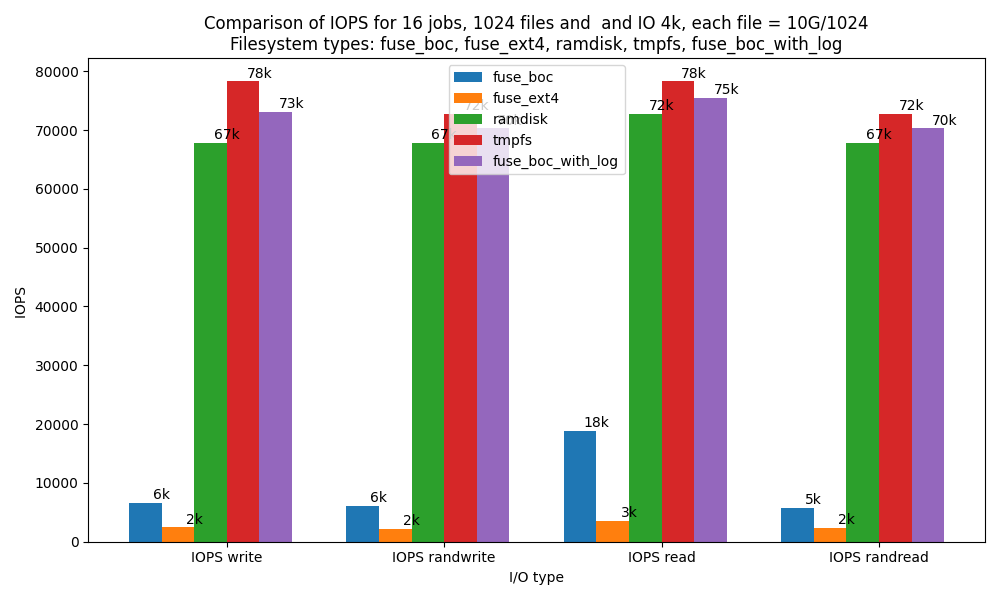 Comparison of IOPS for 16 jobs, 1024 files and  and IO 4k, each file = 10G/1024
Filesystem types: fuse_boc, fuse_ext4, ramdisk, tmpfs, fuse_boc_with_log
IOPS
80000
70000
60000
50000
40000
30000
20000
10000
0
6k
2k
67k
78k
73k
6k
2k
67k
72k
70k
18k
3k
72k
78k
75k
5k
2k
67k
72k
70k
fuse_boc
fuse_ext4
ramdisk
tmpfs
fuse_boc_with_log
IOPS write
IOPS randwrite
IOPS read
IOPS randread
I/O type